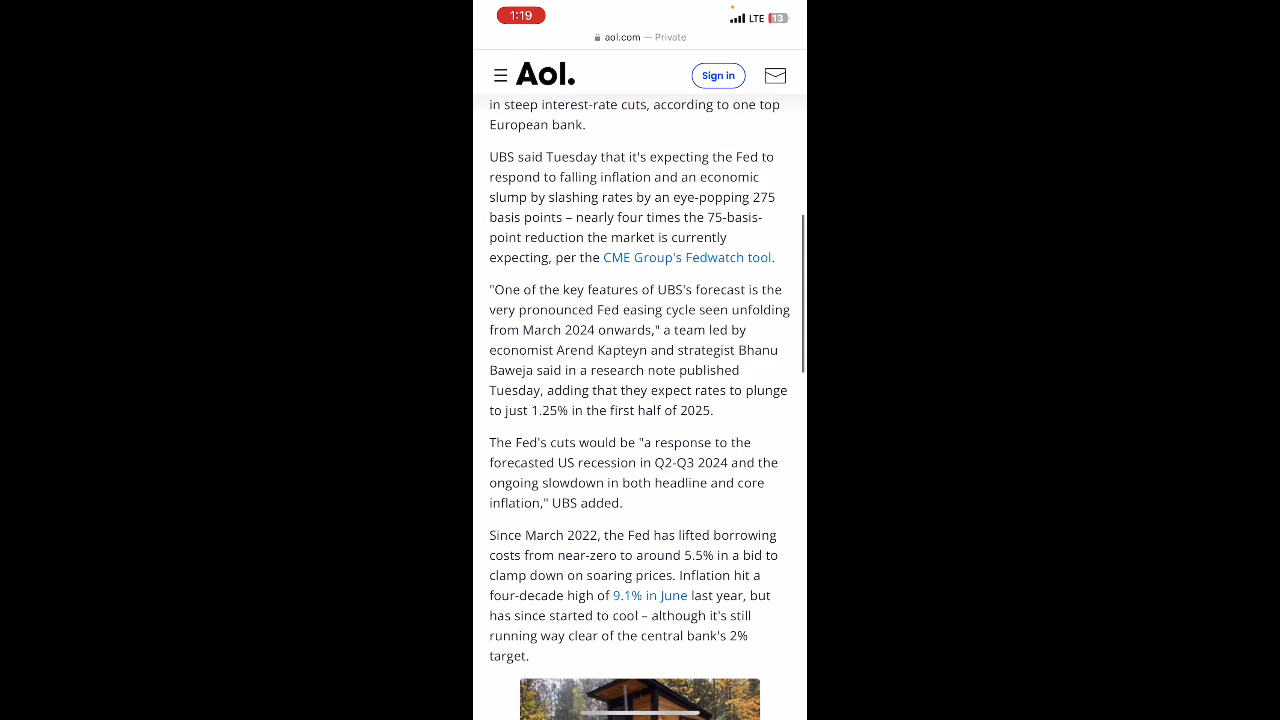 1:19
LTE 13
aol.com — Private
Aol.
Sign in
in steep interest-rate cuts, according to one top
European bank.
UBS said Tuesday that it's expecting the Fed to
respond to falling inflation and an economic
slump by slashing rates by an eye-popping 275
basis points – nearly four times the 75-basis-
point reduction the market is currently
expecting, per the CME Group's Fedwatch tool.
"One of the key features of UBS's forecast is the
very pronounced Fed easing cycle seen unfolding
from March 2024 onwards," a team led by
economist Arend Kapteyn and strategist Bhanu
Baweja said in a research note published
Tuesday, adding that they expect rates to plunge
to just 1.25% in the first half of 2025.
The Fed's cuts would be "a response to the
forecasted US recession in Q2-Q3 2024 and the
ongoing slowdown in both headline and core
inflation," UBS added.
Since March 2022, the Fed has lifted borrowing
costs from near-zero to around 5.5% in a bid to
clamp down on soaring prices. Inflation hit a
four-decade high of 9.1% in June last year, but
has since started to cool – although it's still
running way clear of the central bank's 2%
target.